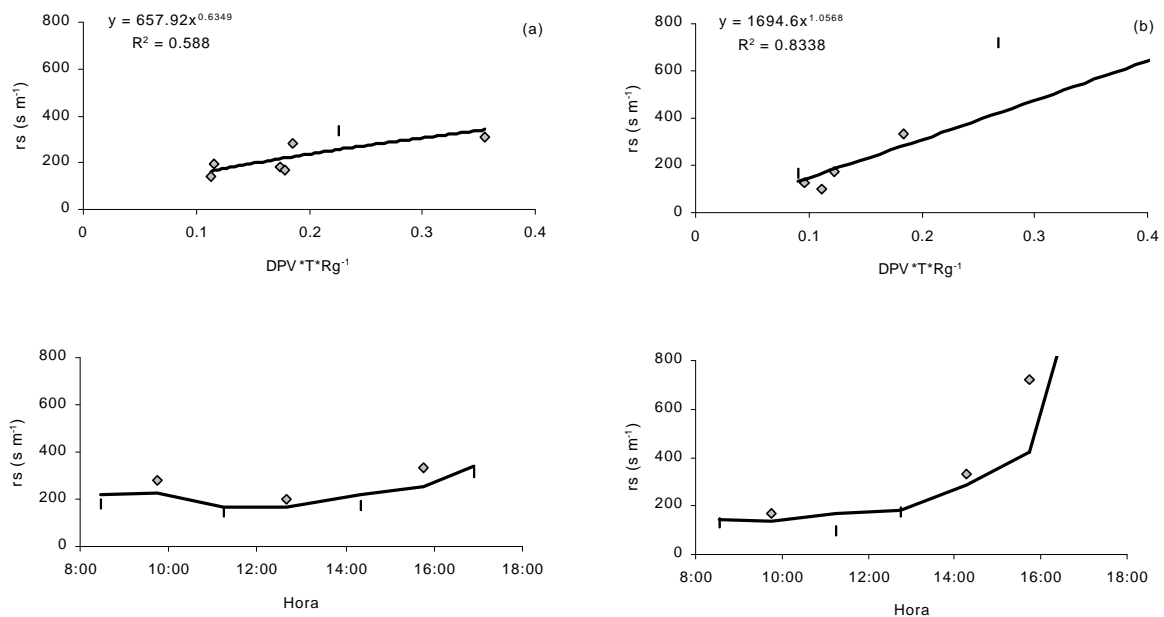 y = 657.92x^0.6349
R² = 0.588
(a)
800
600
400
200
0
rs (s m⁻¹)
0 0.1 0.2 0.3 0.4
DPV*T*Rg⁻¹
y = 1694.6x^1.0568
R² = 0.8338
(b)
800
600
400
200
0
rs (s m⁻¹)
0 0.1 0.2 0.3 0.4
DPV*T*Rg⁻¹
800
600
400
200
0
rs (s m⁻¹)
8:00 10:00 12:00 14:00 16:00 18:00
Hora
800
600
400
200
0
rs (s m⁻¹)
8:00 10:00 12:00 14:00 16:00 18:00
Hora